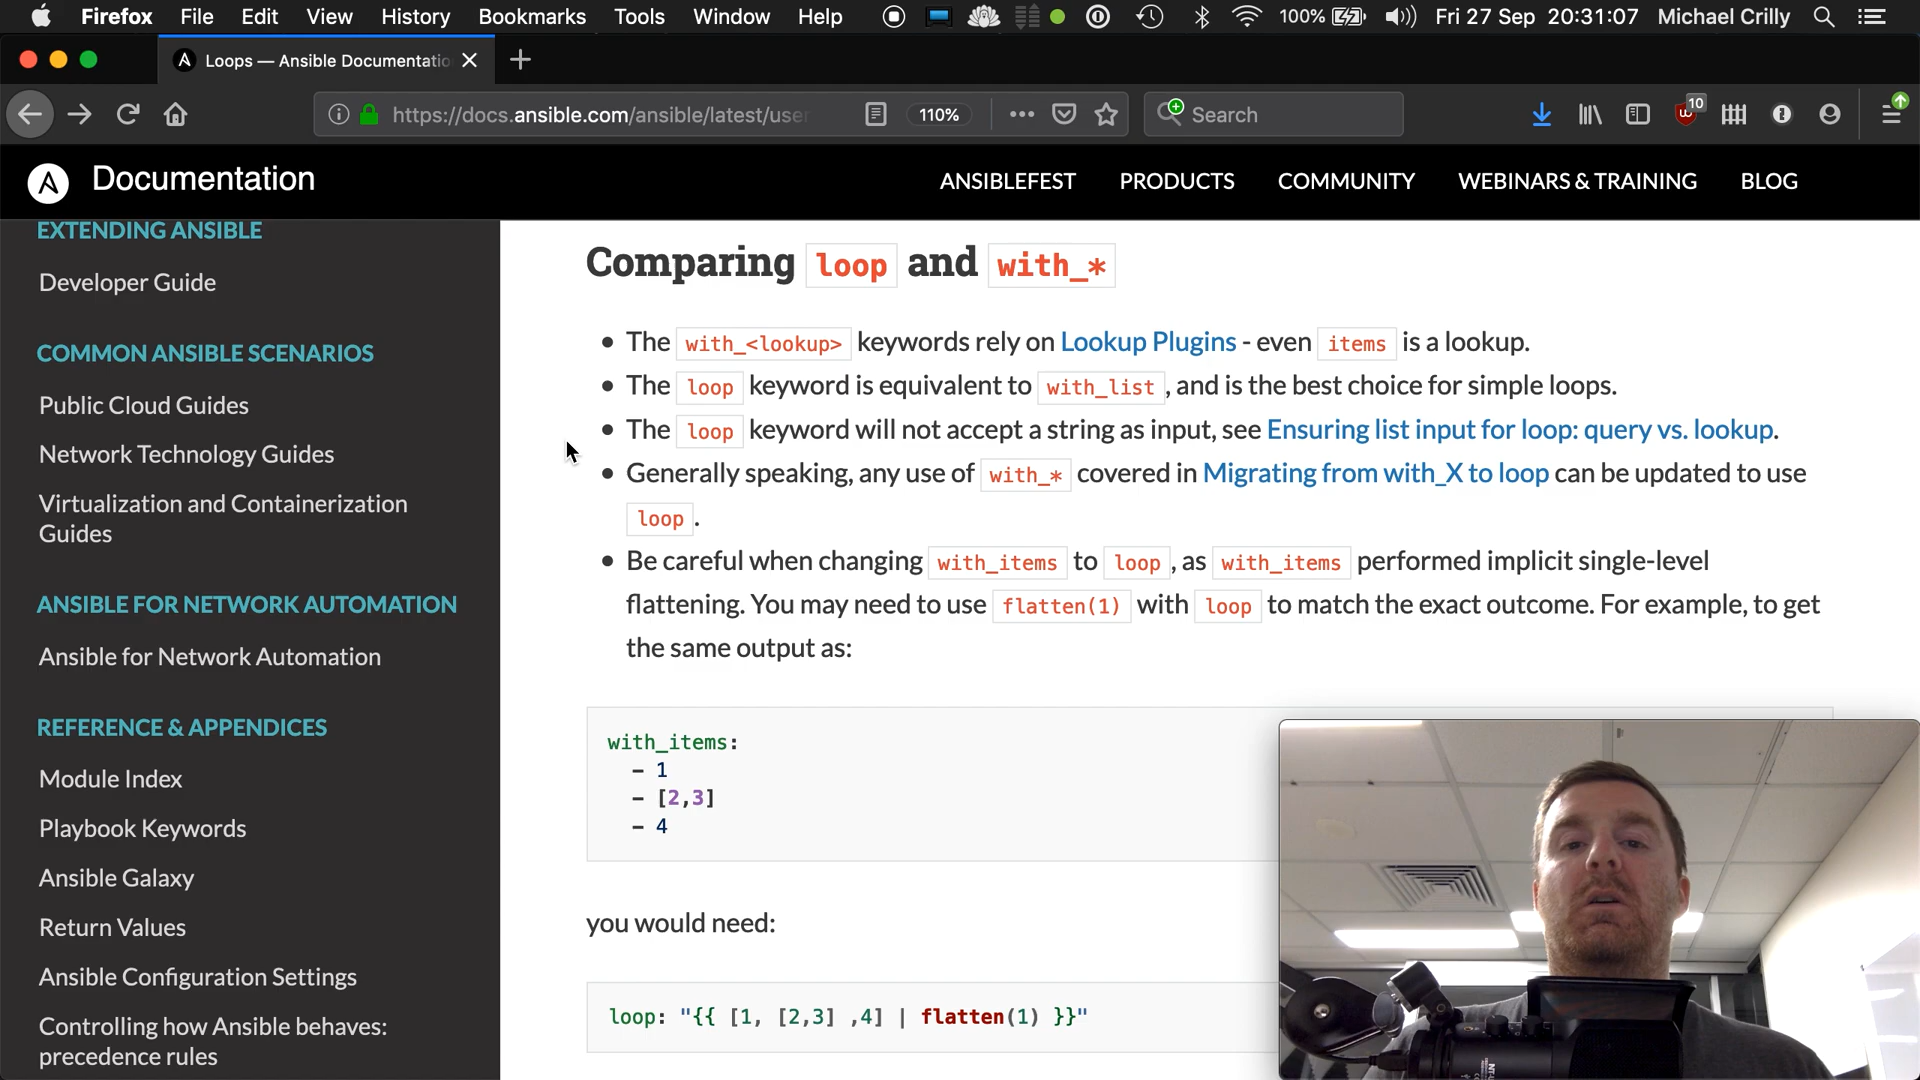 Firefox File Edit View History Bookmarks Tools Window Help 100% Fri 27 Sep 20:31:07 Michael Crilly
Loops — Ansible Documentatio
https://docs.ansible.com/ansible/latest/user 110% Search 10
Documentation
ANSIBLEFEST PRODUCTS COMMUNITY WEBINARS & TRAINING BLOG
EXTENDING ANSIBLE
Developer Guide
COMMON ANSIBLE SCENARIOS
Public Cloud Guides
Network Technology Guides
Virtualization and Containerization
Guides
ANSIBLE FOR NETWORK AUTOMATION
Ansible for Network Automation
REFERENCE & APPENDICES
Module Index
Playbook Keywords
Ansible Galaxy
Return Values
Ansible Configuration Settings
Controlling how Ansible behaves:
precedence rules
Comparing loop and with_*
• The with_<lookup> keywords rely on Lookup Plugins - even items is a lookup.
• The loop keyword is equivalent to with_list, and is the best choice for simple loops.
• The loop keyword will not accept a string as input, see Ensuring list input for loop: query vs. lookup.
• Generally speaking, any use of with_* covered in Migrating from with_X to loop can be updated to use
loop.
• Be careful when changing with_items to loop, as with_items performed implicit single-level
flattening. You may need to use flatten(1) with loop to match the exact outcome. For example, to get
the same output as:
with_items:
- 1
- [2,3]
- 4
you would need:
loop: "{{ [1, [2,3] ,4] | flatten(1) }}"